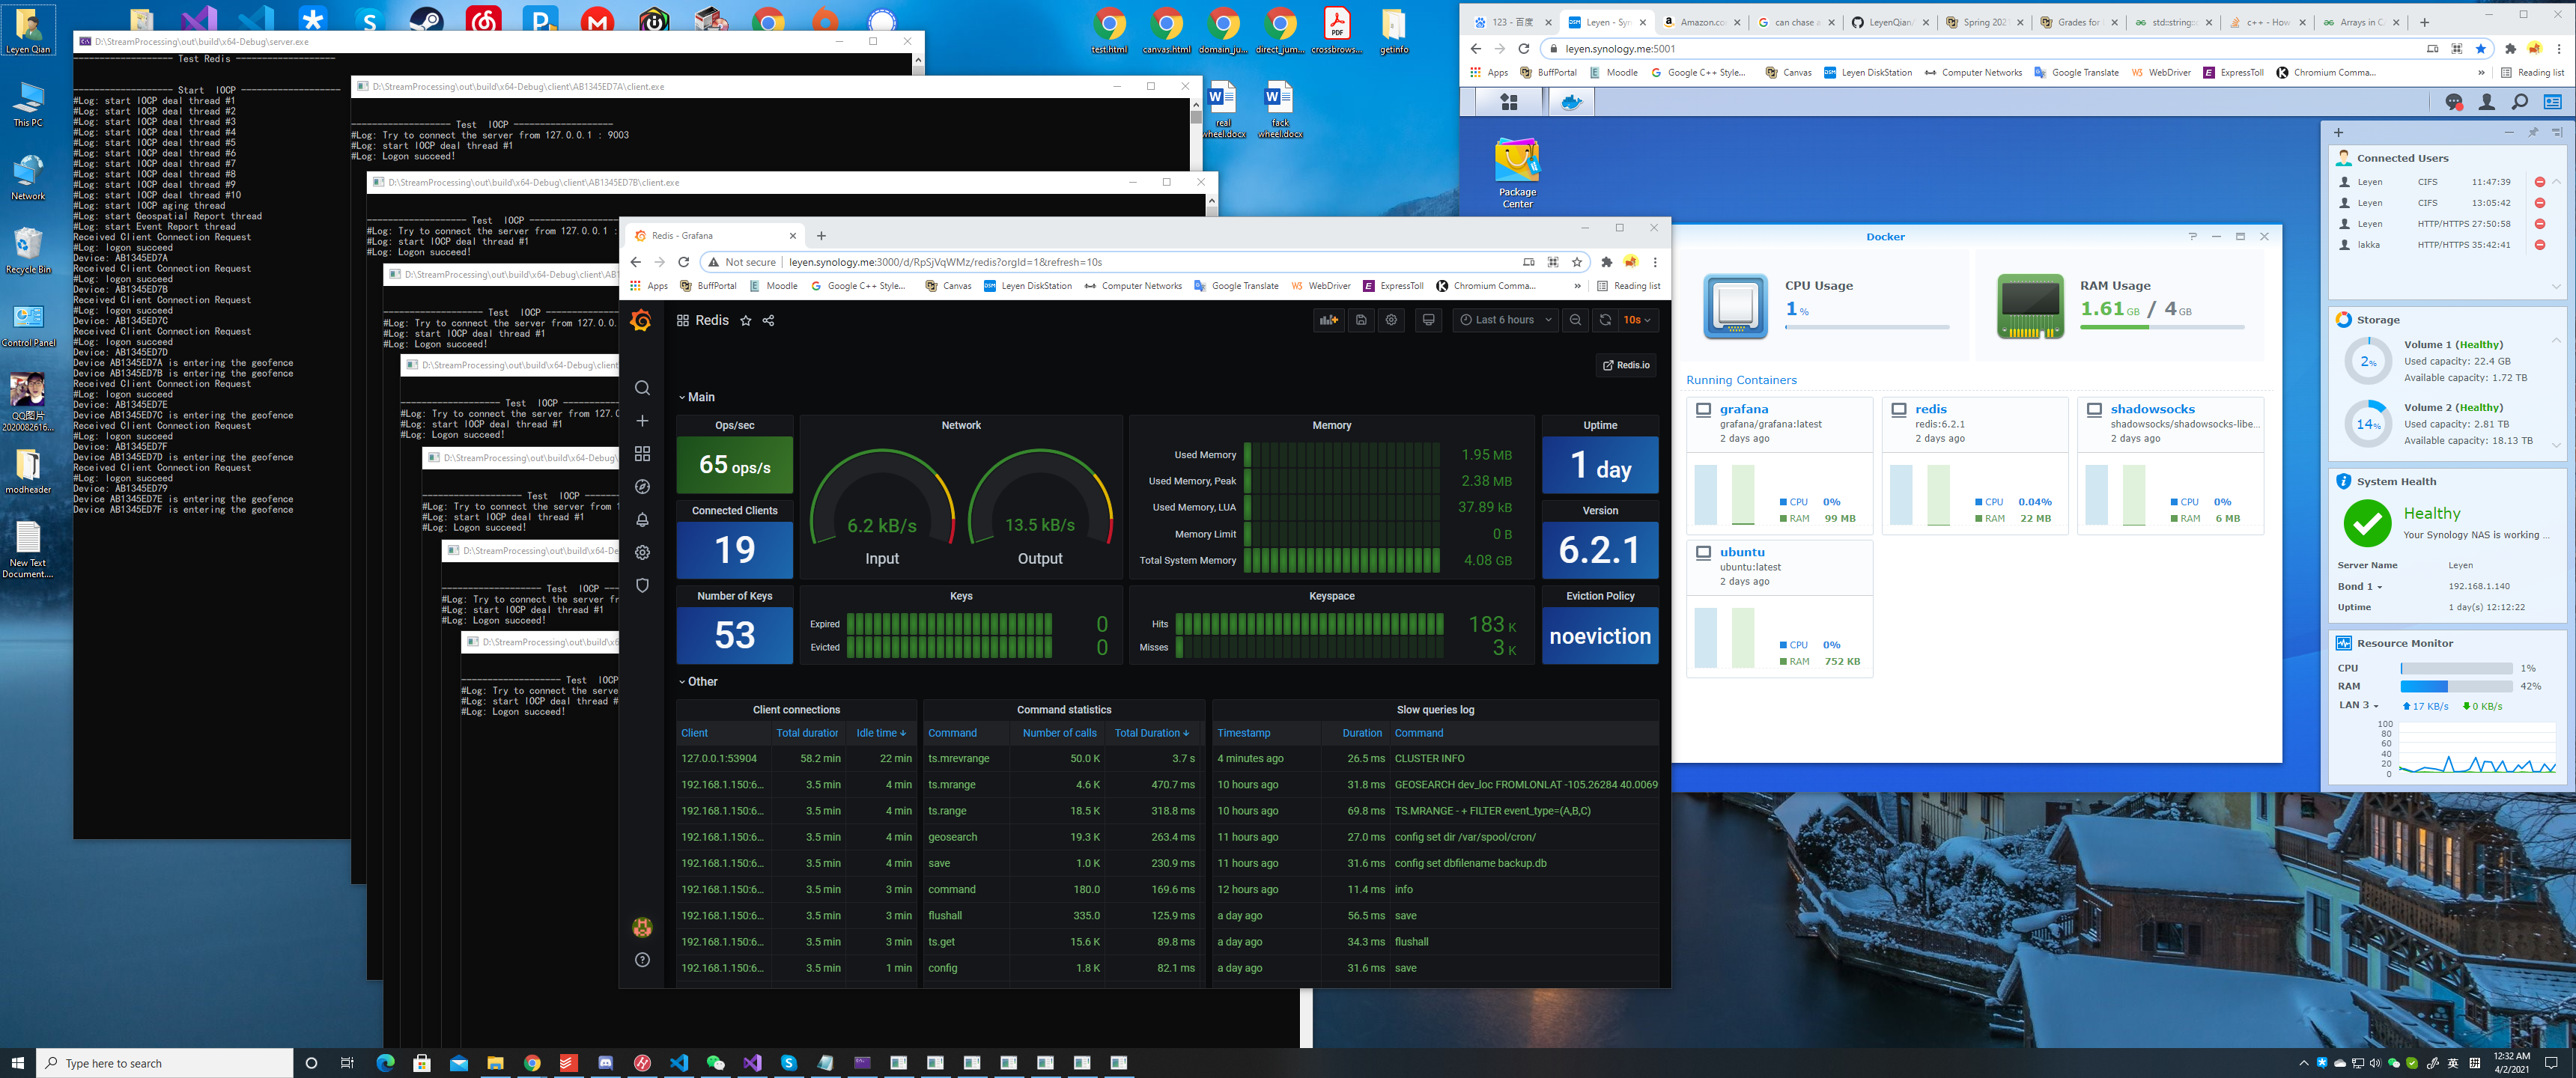 Leyen Qian
This PC
Network
Recycle Bin
Control Panel
QQ图片
2020082616...
modheader
New Text
Document....
test.html
canvas.html
domain_ju...
direct_jum...
crossbrows...
getinfo
real
wheel.docx
fack
wheel.docx
D:\StreamProcessing\out\build\x64-Debug\server.exe
-------------------- Test Redis --------------------
-------------------- Start  IOCP --------------------
#Log: start IOCP deal thread #1
#Log: start IOCP deal thread #2
#Log: start IOCP deal thread #3
#Log: start IOCP deal thread #4
#Log: start IOCP deal thread #5
#Log: start IOCP deal thread #6
#Log: start IOCP deal thread #7
#Log: start IOCP deal thread #8
#Log: start IOCP deal thread #9
#Log: start IOCP deal thread #10
#Log: start IOCP aging thread
#Log: start Geospatial Report thread
#Log: start Event Report thread
Received Client Connection Request
#Log: logon succeed
Device: AB1345ED7A
Received Client Connection Request
#Log: logon succeed
Device: AB1345ED7B
Received Client Connection Request
#Log: logon succeed
Device: AB1345ED7C
Received Client Connection Request
#Log: logon succeed
Device: AB1345ED7D
Device AB1345ED7A is entering the geofence
Device AB1345ED7B is entering the geofence
Received Client Connection Request
#Log: logon succeed
Device: AB1345ED7E
Device AB1345ED7C is entering the geofence
Received Client Connection Request
#Log: logon succeed
Device: AB1345ED7F
Device AB1345ED7D is entering the geofence
Received Client Connection Request
#Log: logon succeed
Device: AB1345ED79
Device AB1345ED7E is entering the geofence
Device AB1345ED7F is entering the geofence
D:\StreamProcessing\out\build\x64-Debug\client\AB1345ED7A\client.exe
-------------------- Test  IOCP --------------------
#Log: Try to connect the server from 127.0.0.1 : 9003
#Log: start IOCP deal thread #1
#Log: Logon succeed!
D:\StreamProcessing\out\build\x64-Debug\client\AB1345ED7B\client.exe
-------------------- Test  IOCP --------------------
#Log: Try to connect the server from 127.0.0.1 :
#Log: start IOCP deal thread #1
#Log: Logon succeed!
D:\StreamProcessing\out\build\x64-Debug\client\AB1
-------------------- Test  IOCP
#Log: Try to connect the server from 127.0.0.
#Log: start IOCP deal thread #1
#Log: Logon succeed!
D:\StreamProcessing\out\build\x64-Debug\client
-------------------- Test  IOCP
#Log: Try to connect the server from 127.0
#Log: start IOCP deal thread #1
#Log: Logon succeed!
D:\StreamProcessing\out\build\x64-Debug\
-------------------- Test  IOCP
#Log: Try to connect the server from 1
#Log: start IOCP deal thread #1
#Log: Logon succeed!
D:\StreamProcessing\out\build\x64-De
-------------------- Test  IOCP
#Log: Try to connect the server fr
#Log: start IOCP deal thread #1
#Log: Logon succeed!
D:\StreamProcessing\out\build\x6
-------------------- Test  IOCP
#Log: Try to connect the serve
#Log: start IOCP deal thread #
#Log: Logon succeed!
Redis - Grafana
Not secure | leyen.synology.me:3000/d/RpSjVqWMz/redis?orgId=1&refresh=10s
Apps BuffPortal Moodle Google C++ Style... Canvas Leyen DiskStation Computer Networks Google Translate WebDriver ExpressToll Chromium Comma... » Reading list
Redis
Last 6 hours
10s
Redis.io
Main
Ops/sec
65 ops/s
Connected Clients
19
Number of Keys
53
Network
6.2 kB/s
Input
13.5 kB/s
Output
Keys
Expired 0
Evicted 0
Memory
Used Memory 1.95 MB
Used Memory, Peak 2.38 MB
Used Memory, LUA 37.89 kB
Memory Limit 0 B
Total System Memory 4.08 GB
Keyspace
Hits 183 K
Misses 3 K
Uptime
1 day
Version
6.2.1
Eviction Policy
noeviction
Other
Client connections
Client Total duration Idle time
127.0.0.1:53904 58.2 min 22 min
192.168.1.150:6... 3.5 min 4 min
192.168.1.150:6... 3.5 min 4 min
192.168.1.150:6... 3.5 min 4 min
192.168.1.150:6... 3.5 min 4 min
192.168.1.150:6... 3.5 min 3 min
192.168.1.150:6... 3.5 min 3 min
192.168.1.150:6... 3.5 min 3 min
192.168.1.150:6... 3.5 min 1 min
Command statistics
Command Number of calls Total Duration
ts.mrevrange 50.0 K 3.7 s
ts.mrange 4.6 K 470.7 ms
ts.range 18.5 K 318.8 ms
geosearch 19.3 K 263.4 ms
save 1.0 K 230.9 ms
command 180.0 169.6 ms
flushall 335.0 125.9 ms
ts.get 15.6 K 89.8 ms
config 1.8 K 82.1 ms
Slow queries log
Timestamp Duration Command
4 minutes ago 26.5 ms CLUSTER INFO
10 hours ago 31.8 ms GEOSEARCH dev_loc FROMLONLAT -105.26284 40.0069
10 hours ago 69.8 ms TS.MRANGE - + FILTER event_type=(A,B,C)
11 hours ago 27.0 ms config set dir /var/spool/cron/
11 hours ago 31.6 ms config set dbfilename backup.db
12 hours ago 11.4 ms info
a day ago 56.5 ms save
a day ago 34.3 ms flushall
a day ago 31.6 ms save
123 - 百度
Leyen - Syn
Amazon.co
can chase a
LeyenQian/
Spring 202
Grades for
std::string::
c++ - How
Arrays in C
leyen.synology.me:5001
Apps BuffPortal Moodle Google C++ Style... Canvas Leyen DiskStation Computer Networks Google Translate WebDriver ExpressToll Chromium Comma... » Reading list
Package
Center
Docker
CPU Usage
1 %
RAM Usage
1.61 GB / 4 GB
Running Containers
grafana
grafana/grafana:latest
2 days ago
CPU 0%
RAM 99 MB
redis
redis:6.2.1
2 days ago
CPU 0.04%
RAM 22 MB
shadowsocks
shadowsocks/shadowsocks-libe...
2 days ago
CPU 0%
RAM 6 MB
ubuntu
ubuntu:latest
2 days ago
CPU 0%
RAM 752 KB
Connected Users
Leyen CIFS 11:47:39
Leyen CIFS 13:05:42
Leyen HTTP/HTTPS 27:50:58
lakka HTTP/HTTPS 35:42:41
Storage
2%
Volume 1 (Healthy)
Used capacity: 22.4 GB
Available capacity: 1.72 TB
14%
Volume 2 (Healthy)
Used capacity: 2.81 TB
Available capacity: 18.13 TB
System Health
Healthy
Your Synology NAS is working ...
Server Name Leyen
Bond 1 192.168.1.140
Uptime 1 day(s) 12:12:22
Resource Monitor
CPU 1%
RAM 42%
LAN 3 17 KB/s 0 KB/s
100
80
60
40
20
0
Type here to search
英
拼
12:32 AM
4/2/2021